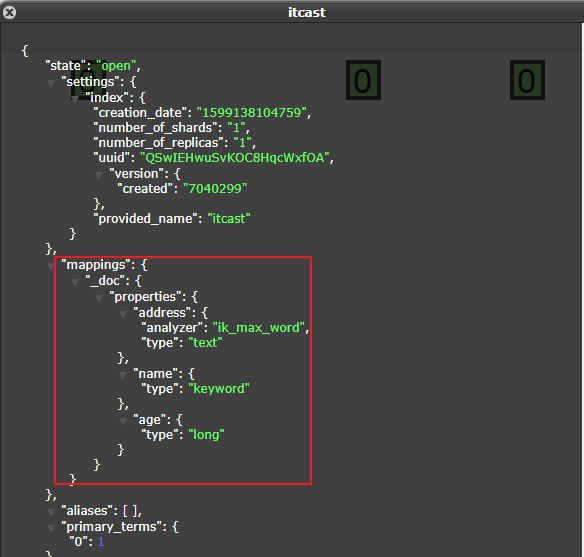 itcast
{
"state": "open",
"settings": {
"index": {
"creation_date": "1599138104759",
"number_of_shards": "1",
"number_of_replicas": "1",
"uuid": "QSwIEHwuSvKOC8HqcWxfOA",
"version": {
"created": "7040299"
},
"provided_name": "itcast"
}
},
"mappings": {
"_doc": {
"properties": {
"address": {
"analyzer": "ik_max_word",
"type": "text"
},
"name": {
"type": "keyword"
},
"age": {
"type": "long"
}
}
}
},
"aliases": [ ],
"primary_terms": {
"0": 1
0 0 0